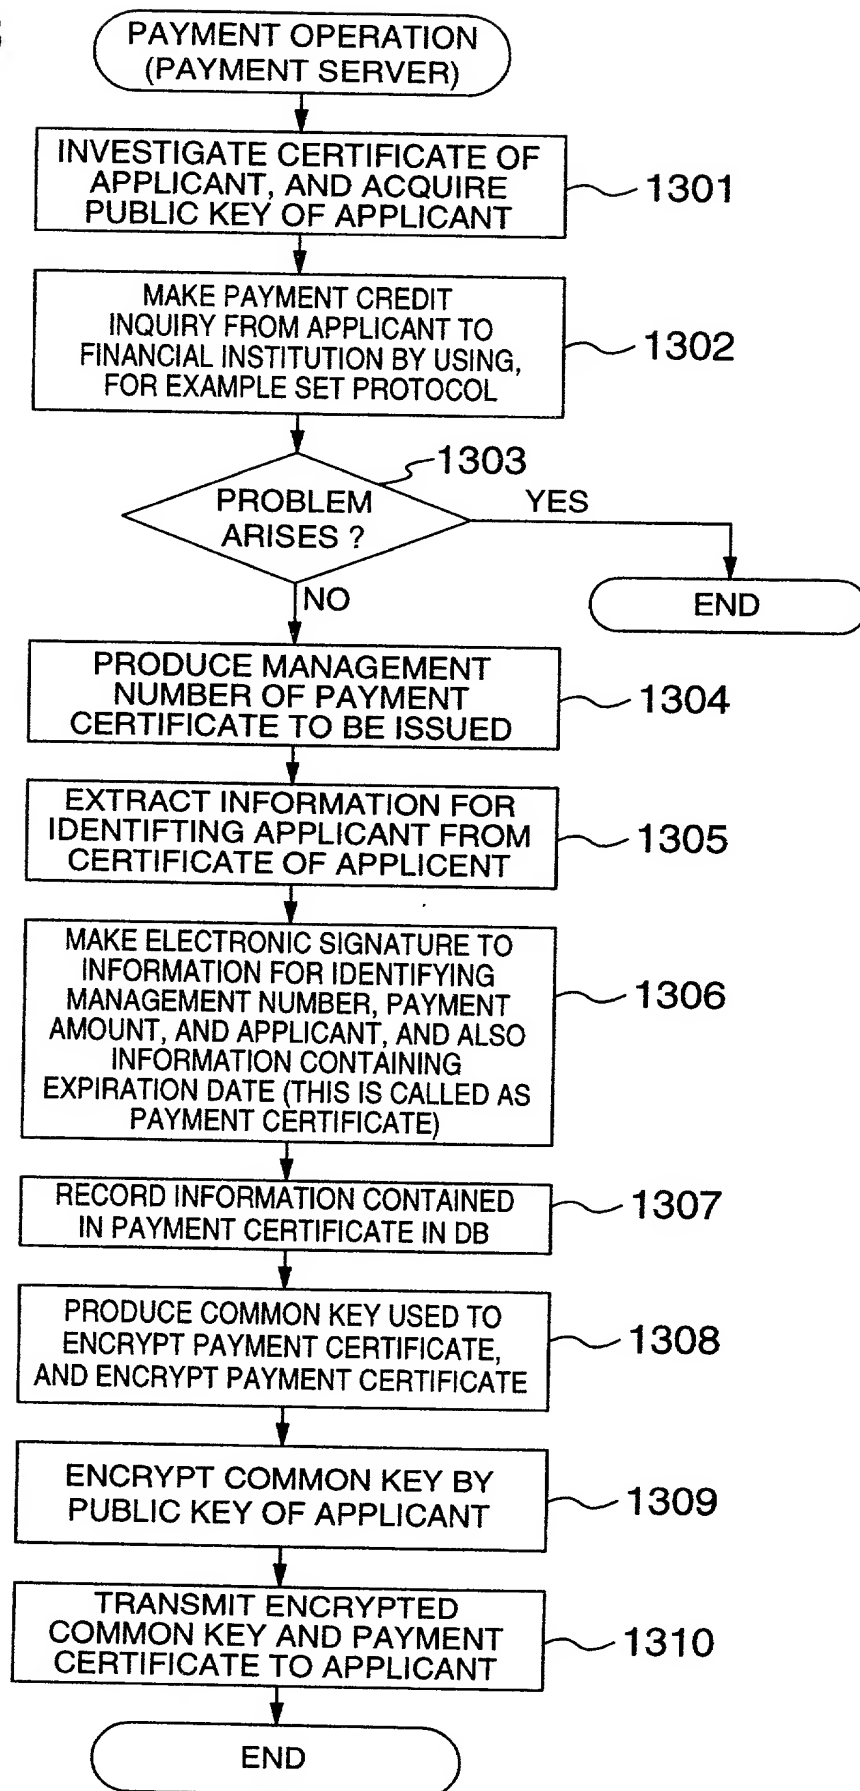 PAYMENT OPERATION
(PAYMENT SERVER)
INVESTIGATE CERTIFICATE OF
APPLICANT, AND ACQUIRE
PUBLIC KEY OF APPLICANT
1301
MAKE PAYMENT CREDIT
INQUIRY FROM APPLICANT TO
FINANCIAL INSTITUTION BY USING,
FOR EXAMPLE SET PROTOCOL
1302
1303
PROBLEM
ARISES ?
YES
END
NO
PRODUCE MANAGEMENT
NUMBER OF PAYMENT
CERTIFICATE TO BE ISSUED
1304
EXTRACT INFORMATION FOR
IDENTIFTING APPLICANT FROM
CERTIFICATE OF APPLICENT
1305
MAKE ELECTRONIC SIGNATURE TO
INFORMATION FOR IDENTIFYING
MANAGEMENT NUMBER, PAYMENT
AMOUNT, AND APPLICANT, AND ALSO
INFORMATION CONTAINING
EXPIRATION DATE (THIS IS CALLED AS
PAYMENT CERTIFICATE)
1306
RECORD INFORMATION CONTAINED
IN PAYMENT CERTIFICATE IN DB
1307
PRODUCE COMMON KEY USED TO
ENCRYPT PAYMENT CERTIFICATE,
AND ENCRYPT PAYMENT CERTIFICATE
1308
ENCRYPT COMMON KEY BY
PUBLIC KEY OF APPLICANT
1309
TRANSMIT ENCRYPTED
COMMON KEY AND PAYMENT
CERTIFICATE TO APPLICANT
1310
END